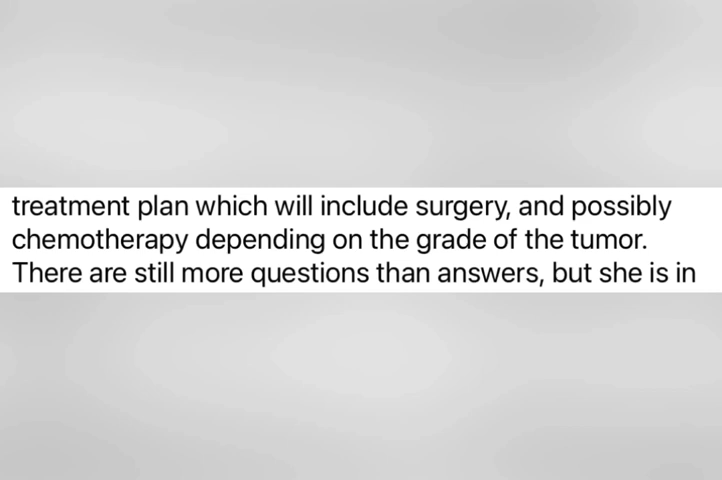 treatment plan which will include surgery, and possibly
chemotherapy depending on the grade of the tumor.
There are still more questions than answers, but she is in